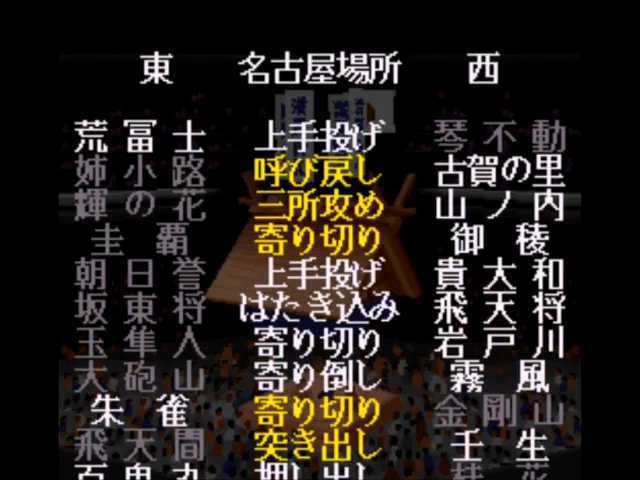 東 名古屋場所 西
荒冨士 上手投げ 琴不動
姉小路 呼び戻し 古賀の里
輝の花 三所攻め 山ノ内
圭覇 寄り切り 御稜
朝日誉 上手投げ 貴大和
坂東将 はたき込み 飛天将
玉隼人 寄り切り 岩戸川
大砲山 寄り倒し 霧風
朱雀 寄り切り 金剛山
飛天間 突き出し 壬生
押し出し